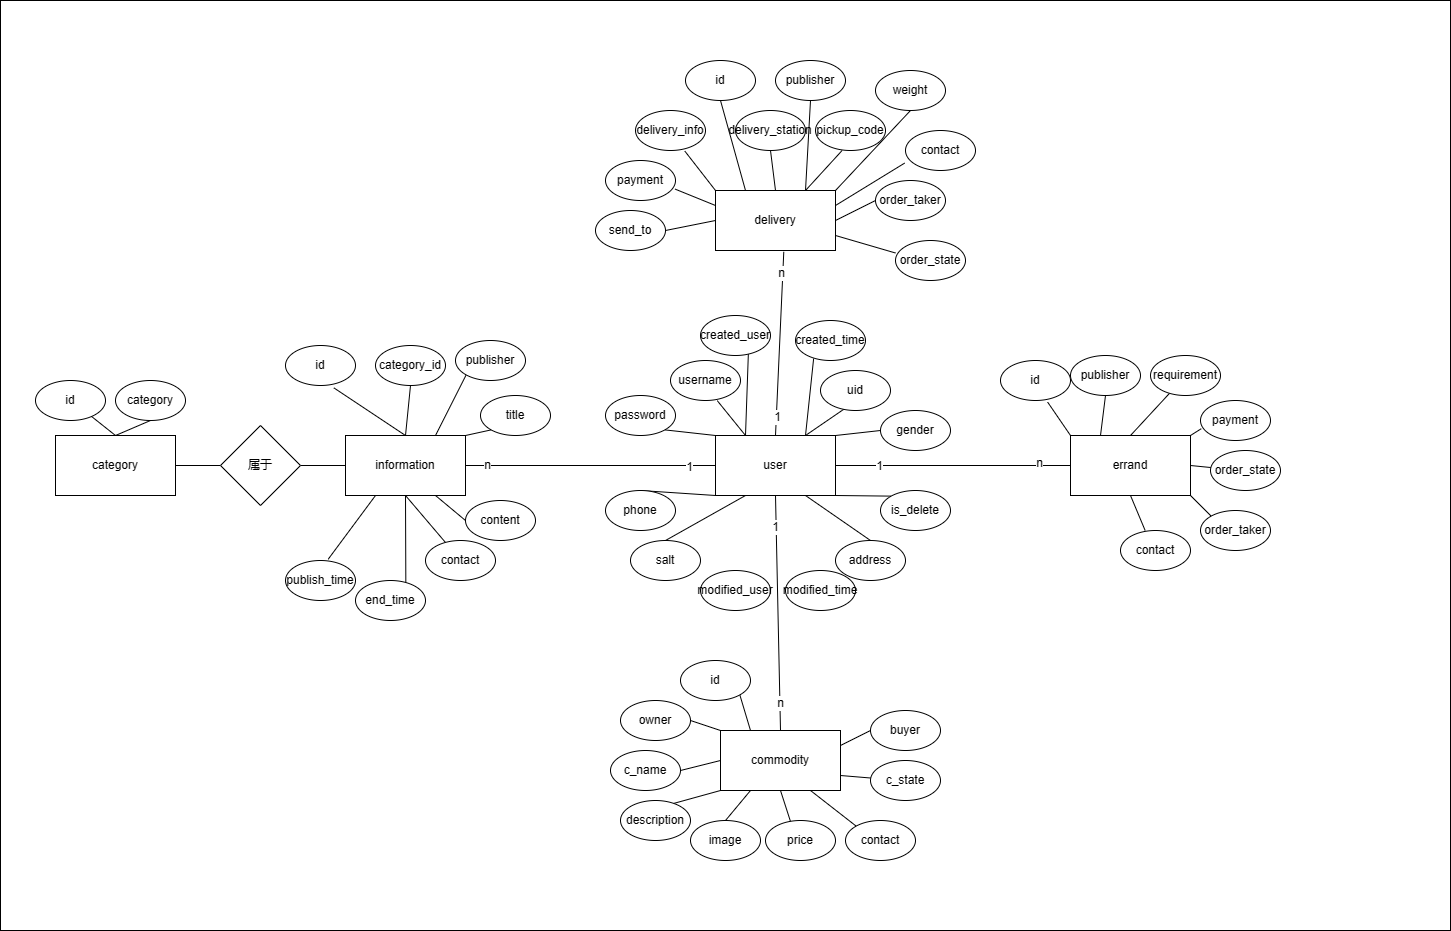 id
publisher
weight
delivery_info
delivery_station
pickup_code
contact
payment
order_taker
send_to
delivery
order_state
n
created_user
created_time
username
uid
password
1
gender
id
category_id
publisher
title
id
category
category
属于
information
n
1
user
1
n
errand
id
publisher
requirement
payment
order_state
order_taker
contact
content
contact
publish_time
end_time
phone
is_delete
1
salt
address
modified_user
modified_time
id
n
owner
buyer
c_name
commodity
c_state
description
image
price
contact